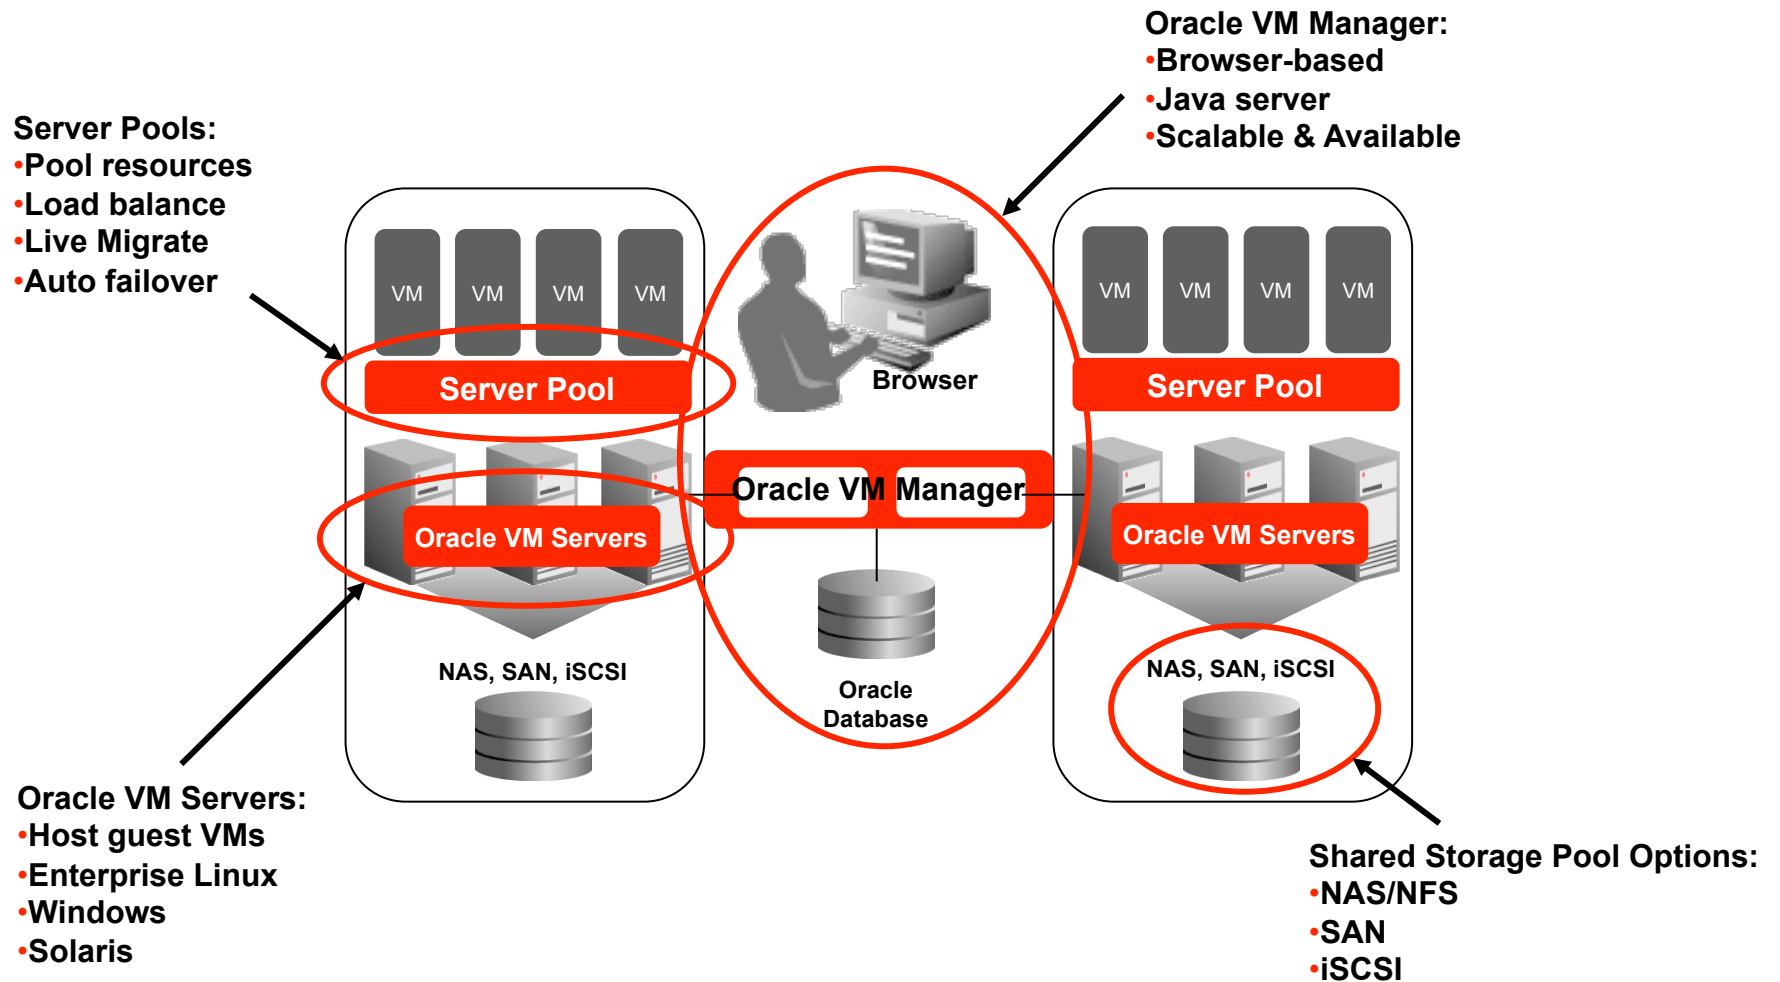 Oracle VM Manager:
•Browser-based
•Java server
•Scalable & Available
Server Pools:
•Pool resources
•Load balance
•Live Migrate
•Auto failover
VM VM VM VM
Server Pool
Oracle VM Servers
NAS, SAN, iSCSI
Browser
Oracle VM Manager
Oracle
Database
VM VM VM VM
Server Pool
Oracle VM Servers
NAS, SAN, iSCSI
Oracle VM Servers:
•Host guest VMs
•Enterprise Linux
•Windows
•Solaris
Shared Storage Pool Options:
•NAS/NFS
•SAN
•iSCSI